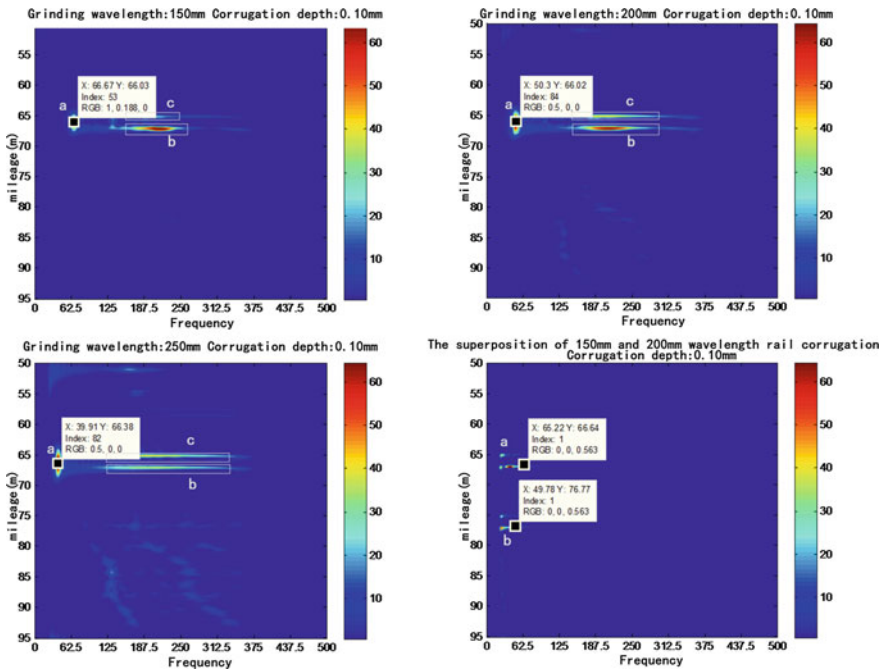 Grinding wavelength:150mm Corrugation depth:0.10mm
X: 66.67 Y: 66.03
Index: 53
RGB: 1, 0.188, 0
a
c
b
mileage(m)
65
70
75
80
85
90
95
0
62.5
125
187.5
250
312.5
375
437.5
500
Frequency
60
50
40
30
20
10
Grinding wavelength:200mm Corrugation depth:0.10mm
X: 50.3 Y: 66.02
Index: 84
RGB: 0.5, 0, 0
a
c
b
mileage(m)
50
55
60
65
70
75
80
85
90
95
0
62.5
125
187.5
250
312.5
375
437.5
500
Frequency
60
50
40
30
20
10
Grinding wavelength:250mm Corrugation depth:0.10mm
X: 39.91 Y: 66.38
Index: 82
RGB: 0.5, 0, 0
a
c
b
mileage(m)
50
55
60
65
70
75
80
85
90
95
0
62.5
125
187.5
250
312.5
375
437.5
500
Frequency
60
50
40
30
20
10
The superposition of 150mm and 200mm wavelength rail corrugation
Corrugation depth:0.10mm
X: 65.22 Y: 66.64
Index: 1
RGB: 0, 0, 0.563
X: 49.78 Y: 76.77
Index: 1
RGB: 0, 0, 0.563
a
b
mileage(m)
50
55
60
65
70
75
80
85
90
95
0
62.5
125
187.5
250
312.5
375
437.5
500
Frequency
60
50
40
30
20
10